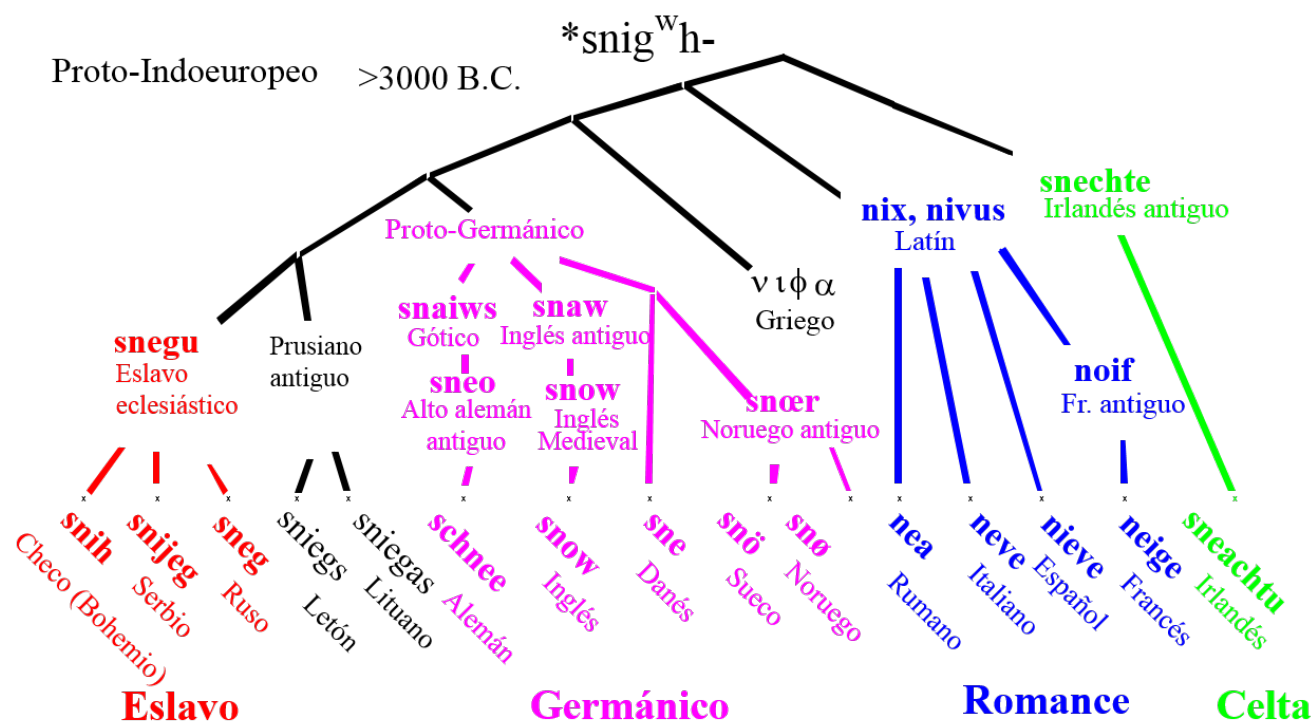 *snigʷh-
Proto-Indoeuropeo >3000 B.C.
snechte
Irlandés antiguo
nix, nivus
Latín
Proto-Germánico
ν ι φ α
Griego
snaiws
Gótico
snaw
Inglés antiguo
snegu
Eslavo
eclesiástico
Prusiano
antiguo
sneo
Alto alemán
antiguo
snow
Inglés
Medieval
snœr
Noruego antiguo
noif
Fr. antiguo
snih
Checo (Bohemio)
snijeg
Serbio
sneg
Ruso
sniegs
Letón
sniegas
Lituano
schnee
Alemán
snow
Inglés
sne
Danés
snö
Sueco
snø
Noruego
nea
Rumano
neve
Italiano
nieve
Español
neige
Francés
sneachtu
Irlandés
Eslavo
Germánico
Romance
Celta